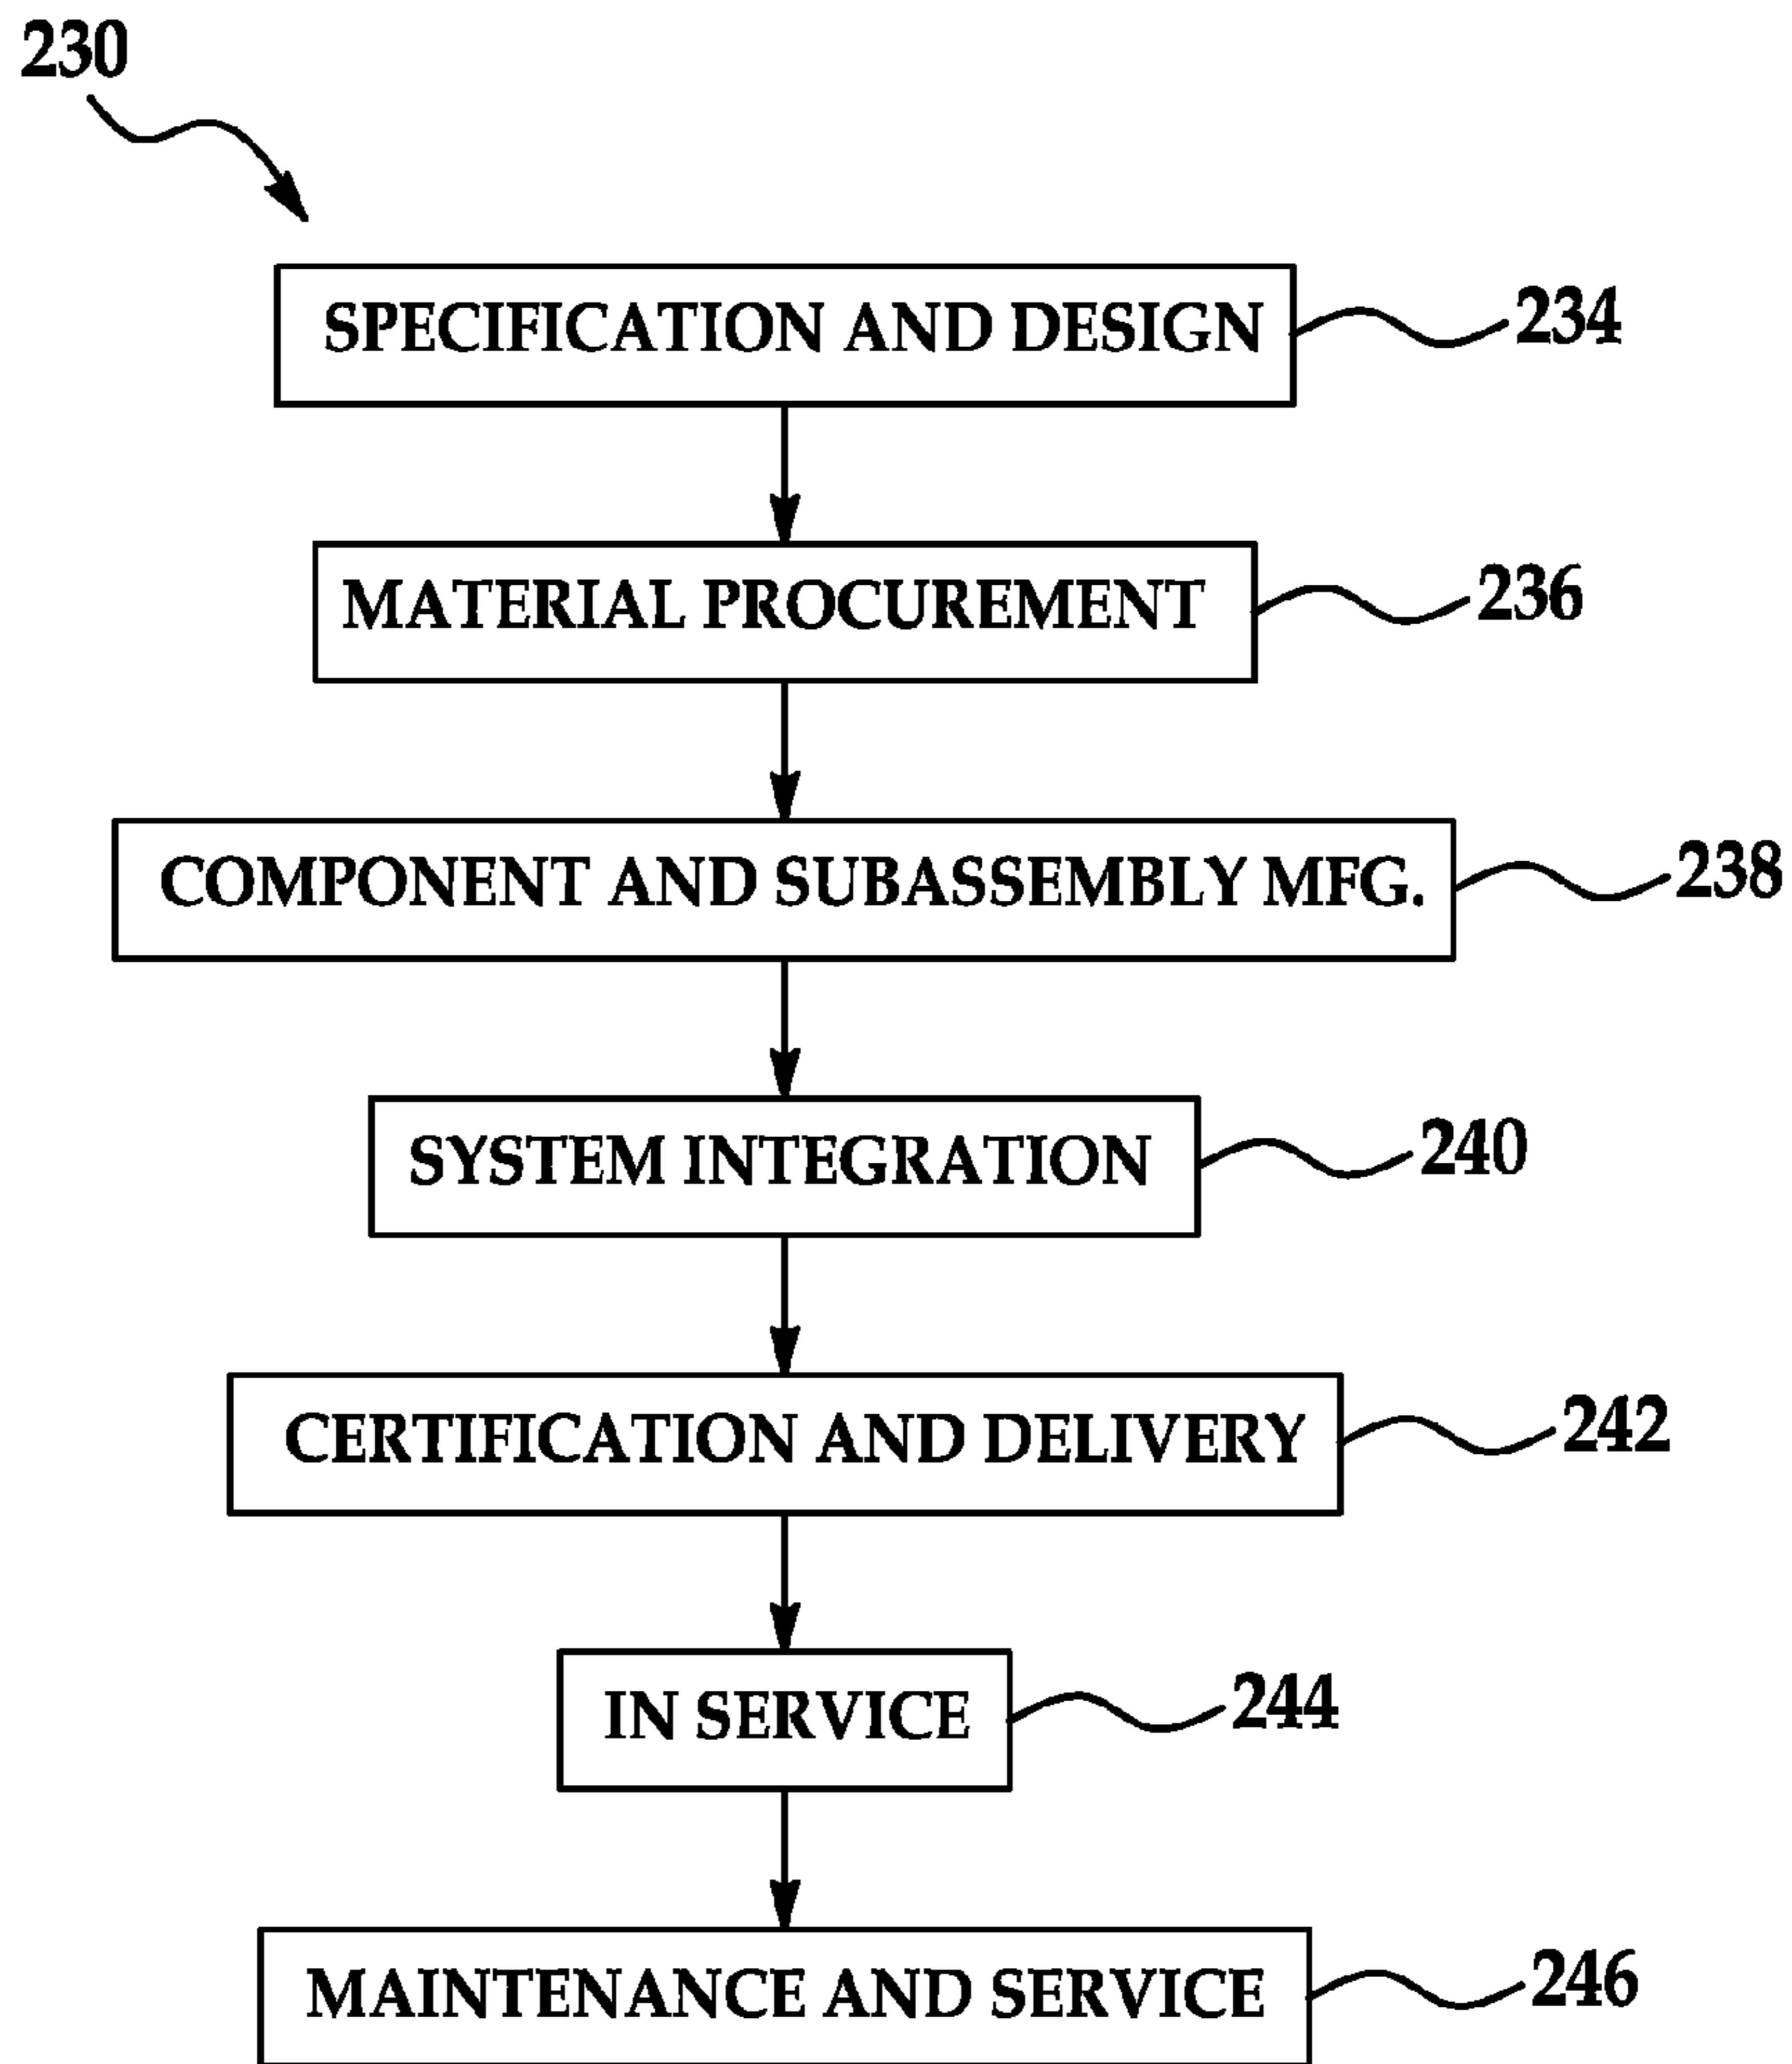 230
SPECIFICATION AND DESIGN 234
MATERIAL PROCUREMENT 236
COMPONENT AND SUBASSEMBLY MFG. 238
SYSTEM INTEGRATION 240
CERTIFICATION AND DELIVERY 242
IN SERVICE 244
MAINTENANCE AND SERVICE 246